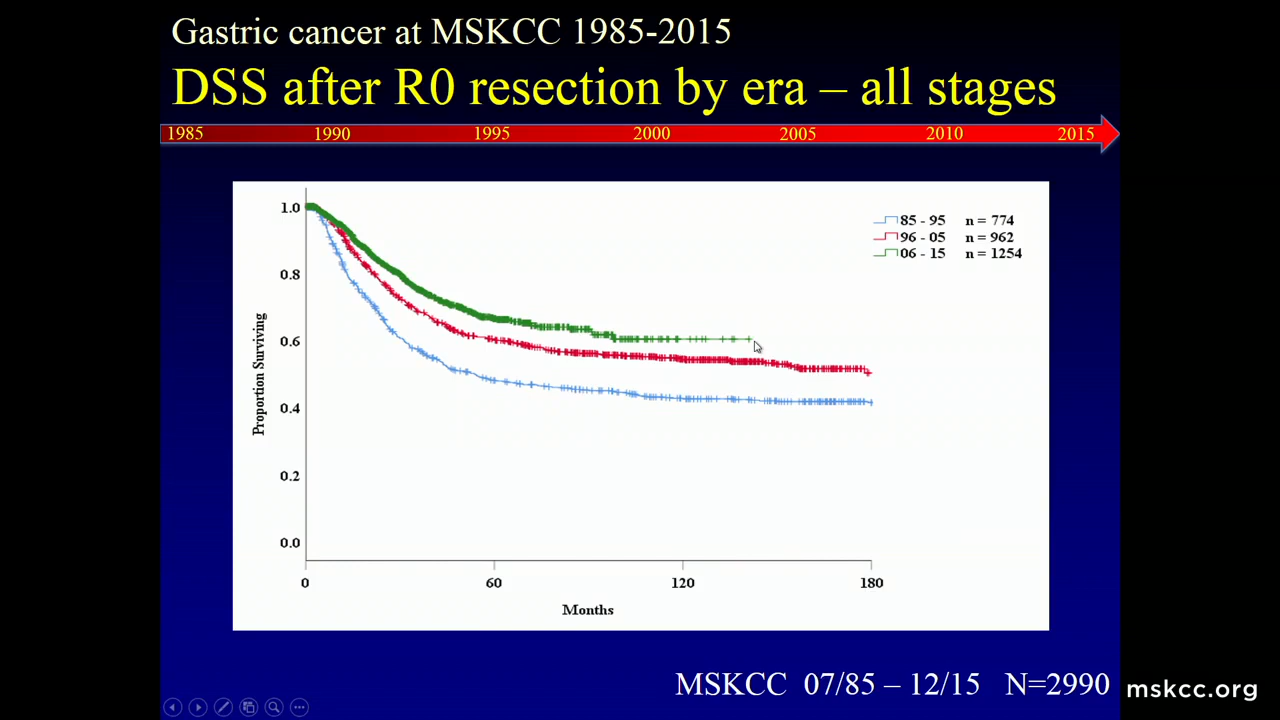 Gastric cancer at MSKCC 1985-2015
DSS after R0 resection by era – all stages
1985 1990 1995 2000 2005 2010 2015
85 - 95 n = 774
96 - 05 n = 962
06 - 15 n = 1254
Proportion Surviving
1.0
0.8
0.6
0.4
0.2
0.0
0 60 120 180
Months
MSKCC 07/85 – 12/15 N=2990
mskcc.org